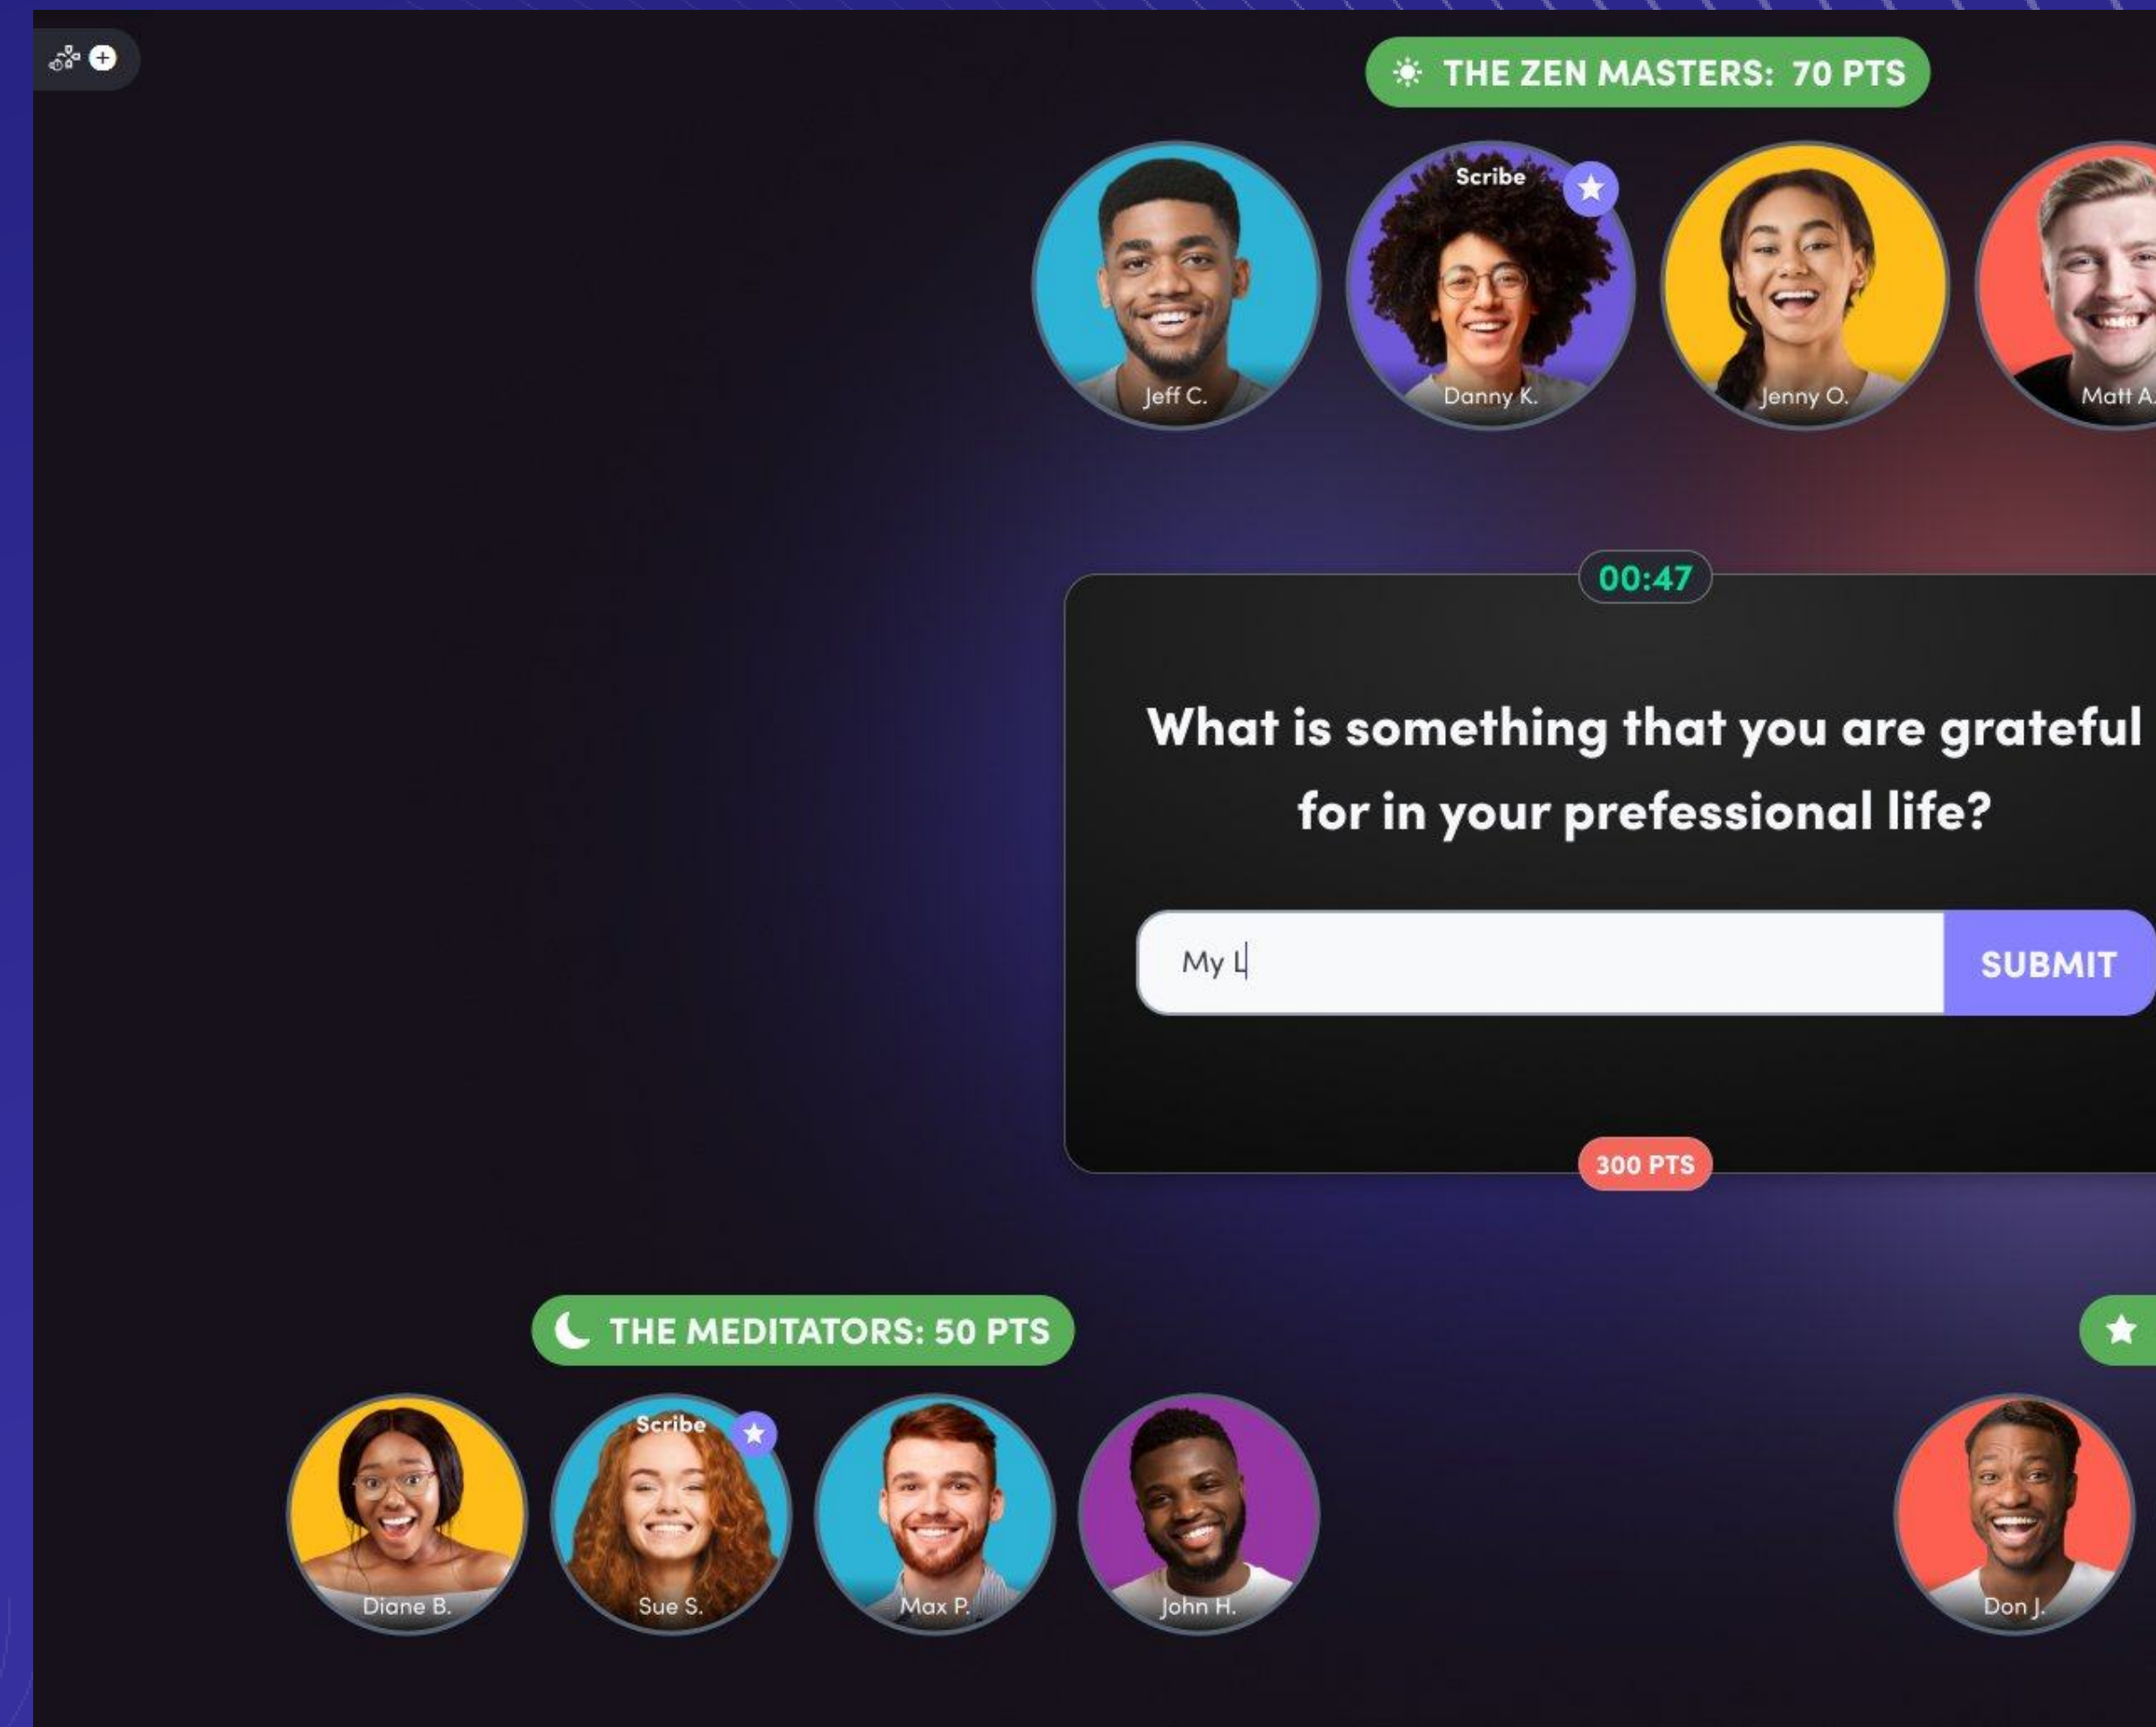 THE ZEN MASTERS: 70 PTS
Scribe
Jeff C.
Danny K.
Jenny O.
Matt A.
00:47
What is something that you are grateful
for in your prefessional life?
My L
SUBMIT
300 PTS
THE MEDITATORS: 50 PTS
Scribe
Diane B.
Sue S.
Max P.
John H.
Don J.